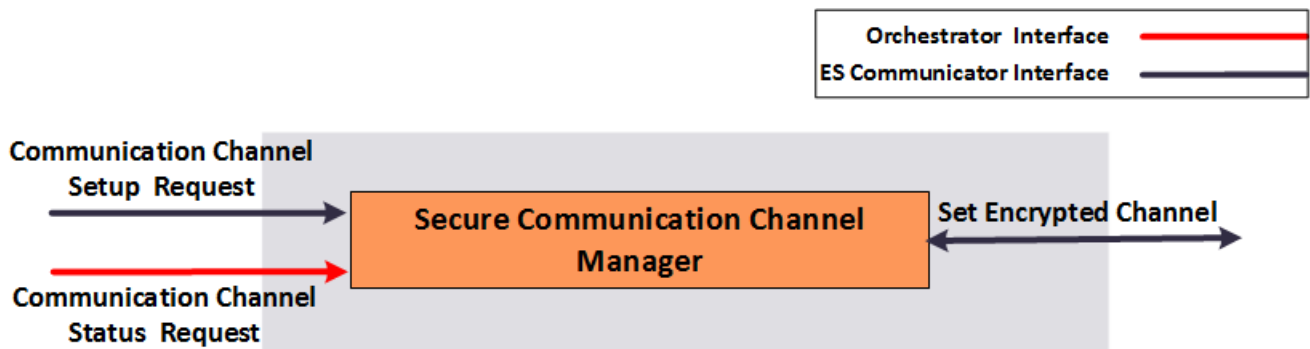 Orchestrator Interface
ES Communicator Interface
Communication Channel
Setup Request
Secure Communication Channel
Manager
Set Encrypted Channel
Communication Channel
Status Request